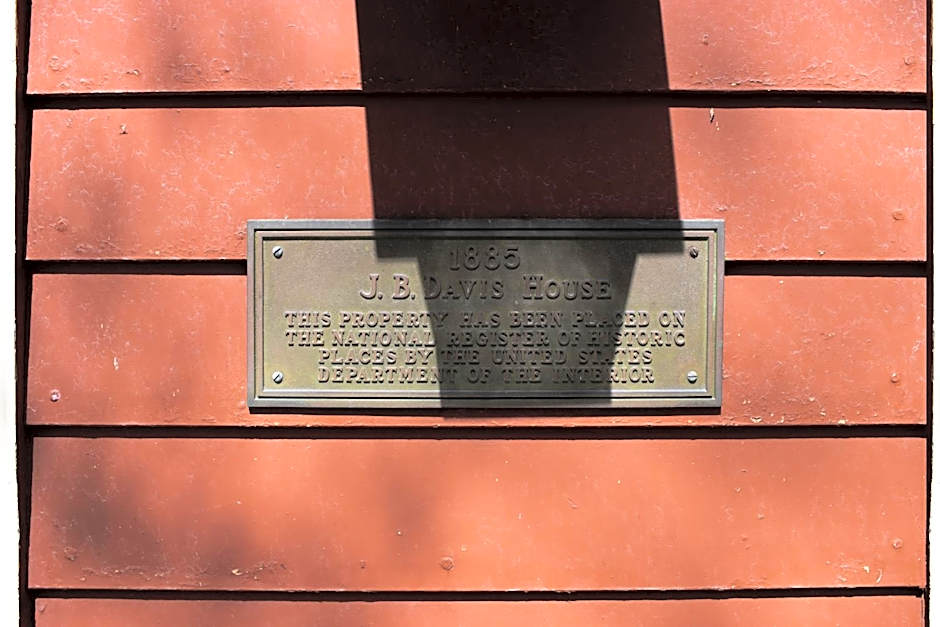 1885
J. B. DAVIS HOUSE
THIS PROPERTY HAS BEEN PLACED ON
THE NATIONAL REGISTER OF HISTORIC
PLACES BY THE UNITED STATES
DEPARTMENT OF THE INTERIOR